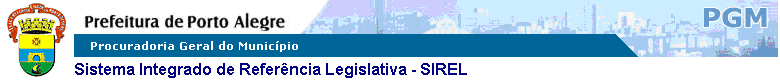 Prefeitura de Porto Alegre
PGM
Procuradoria Geral do Município
Sistema Integrado de Referência Legislativa - SIREL